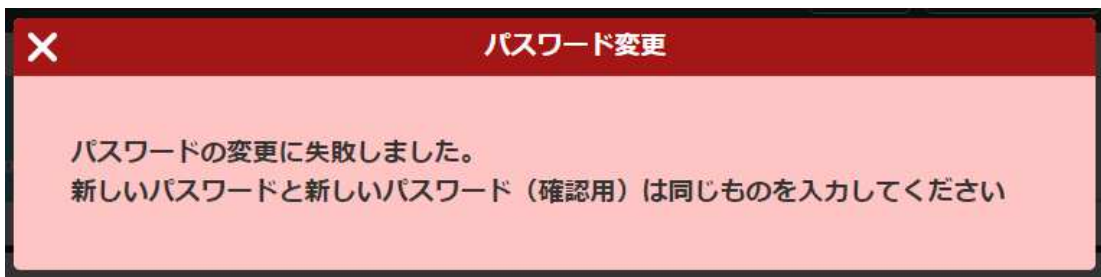 パスワード変更
パスワードの変更に失敗しました。
新しいパスワードと新しいパスワード（確認用）は同じものを入力してください